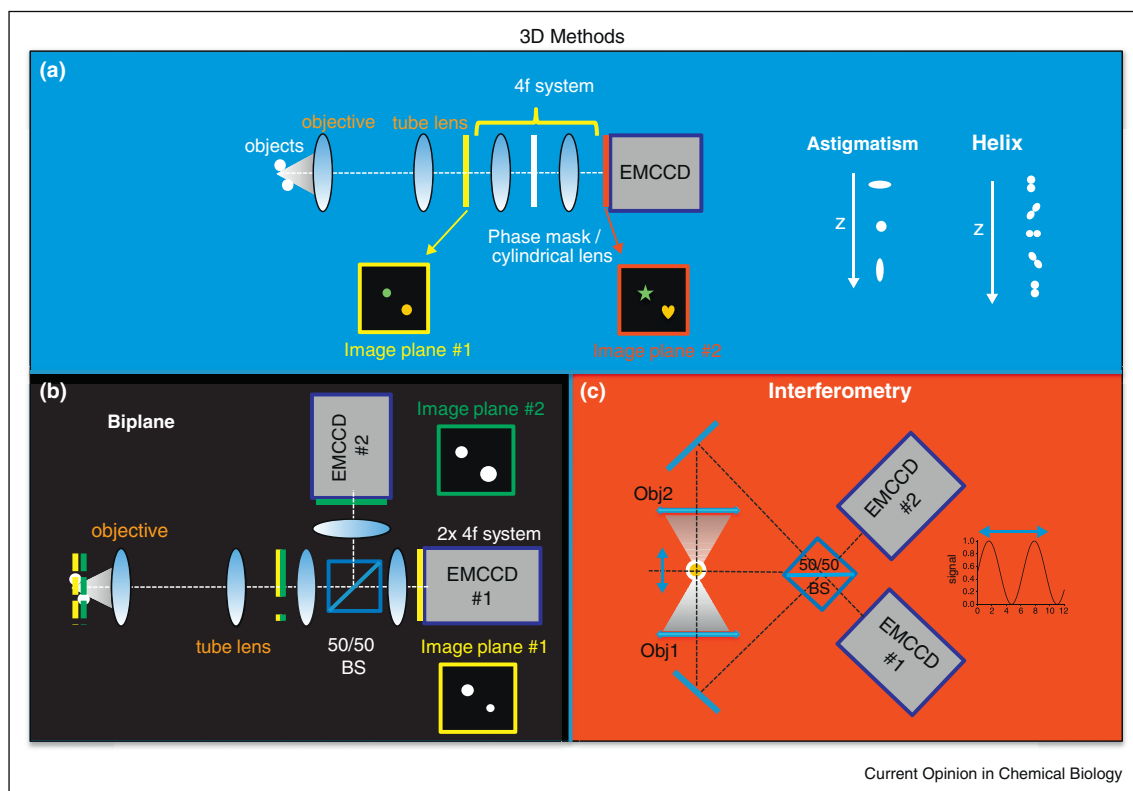 3D Methods
(a)
4f system
objective
tube lens
objects
EMCCD
Phase mask /
cylindrical lens
Image plane #1
Image plane #2
Astigmatism
z
Helix
z
(b)
Biplane
EMCCD
#2
Image plane #2
objective
2x 4f system
EMCCD
#1
tube lens
50/50
BS
Image plane #1
(c)
Interferometry
Obj2
EMCCD
#2
50/50
BS
Obj1
EMCCD
#1
signal
1.0
0.8
0.6
0.4
0.2
0.0
0 2 4 6 8 10 12
Current Opinion in Chemical Biology